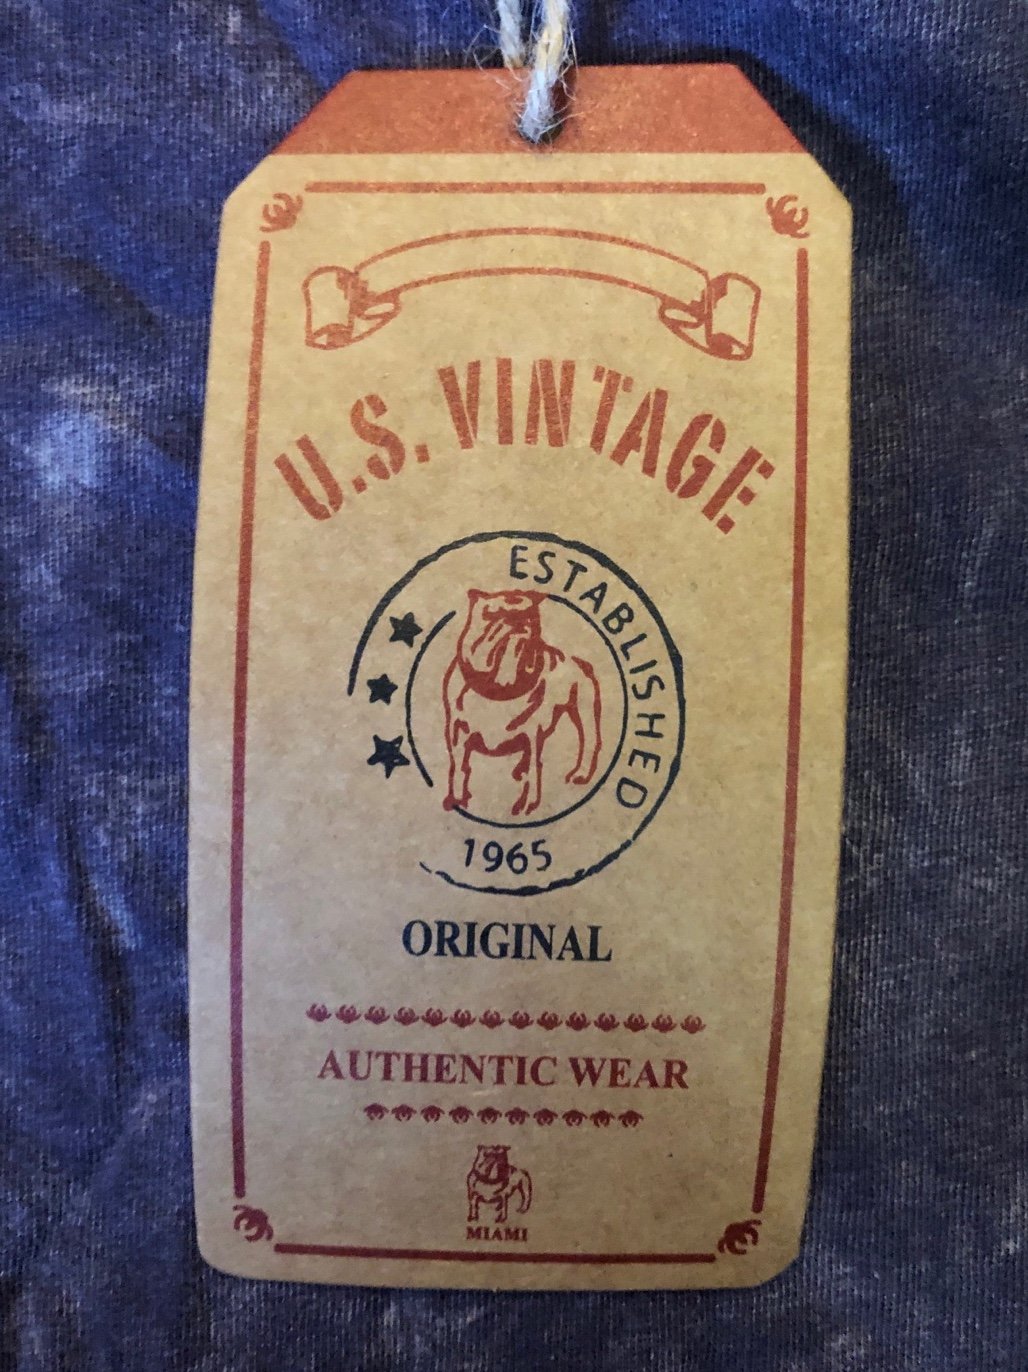 U.S. VINTAGE
ESTABLISHED
1965
ORIGINAL
AUTHENTIC WEAR
MIAMI